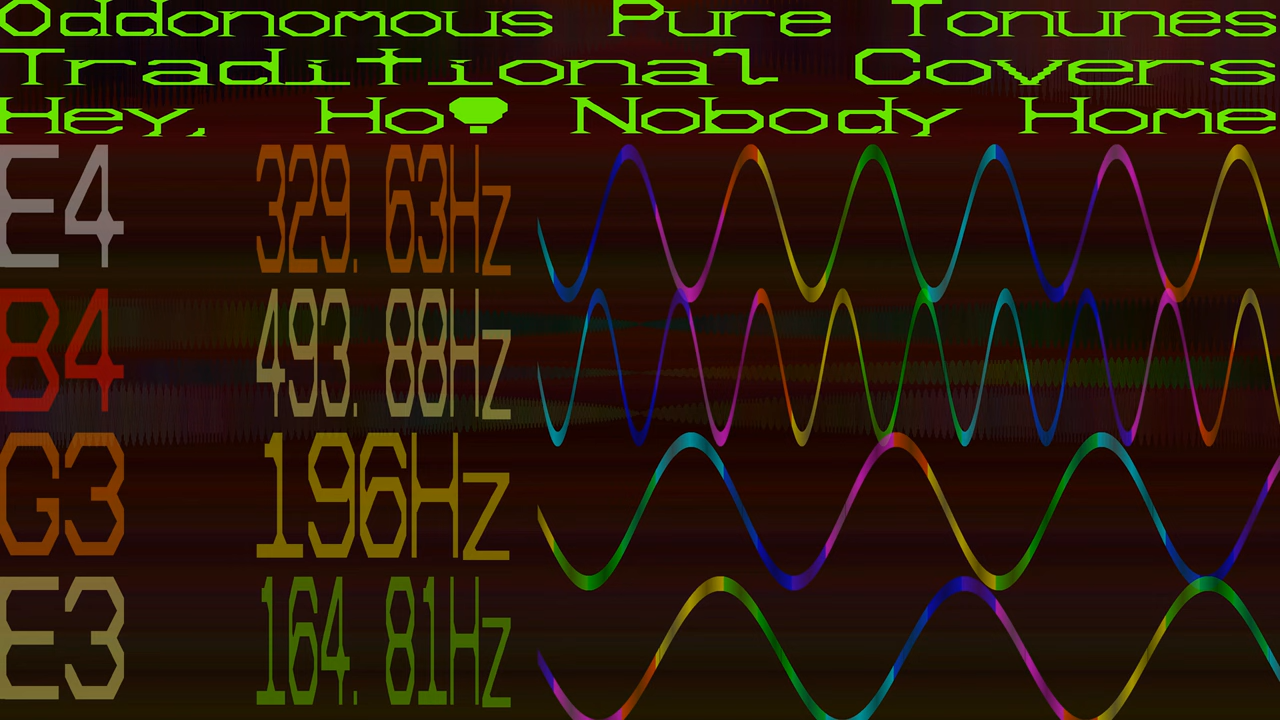 Oddonomous Pure Tonunes
Traditional Covers
Hey, Ho! Nobody Home
E4 329.63Hz
B4 493.88Hz
G3 196Hz
E3 164.81Hz